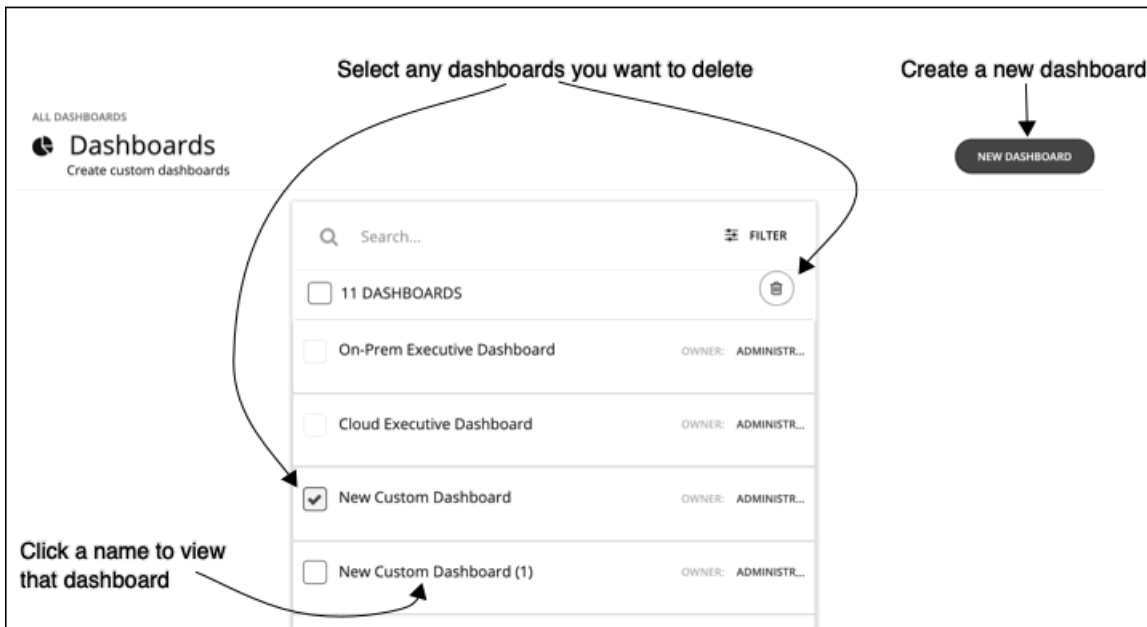 Select any dashboards you want to delete
Create a new dashboard
ALL DASHBOARDS
Dashboards
Create custom dashboards
NEW DASHBOARD
Search...
FILTER
11 DASHBOARDS
On-Prem Executive Dashboard
OWNER: ADMINISTR...
Cloud Executive Dashboard
OWNER: ADMINISTR...
New Custom Dashboard
OWNER: ADMINISTR...
Click a name to view
that dashboard
New Custom Dashboard (1)
OWNER: ADMINISTR...